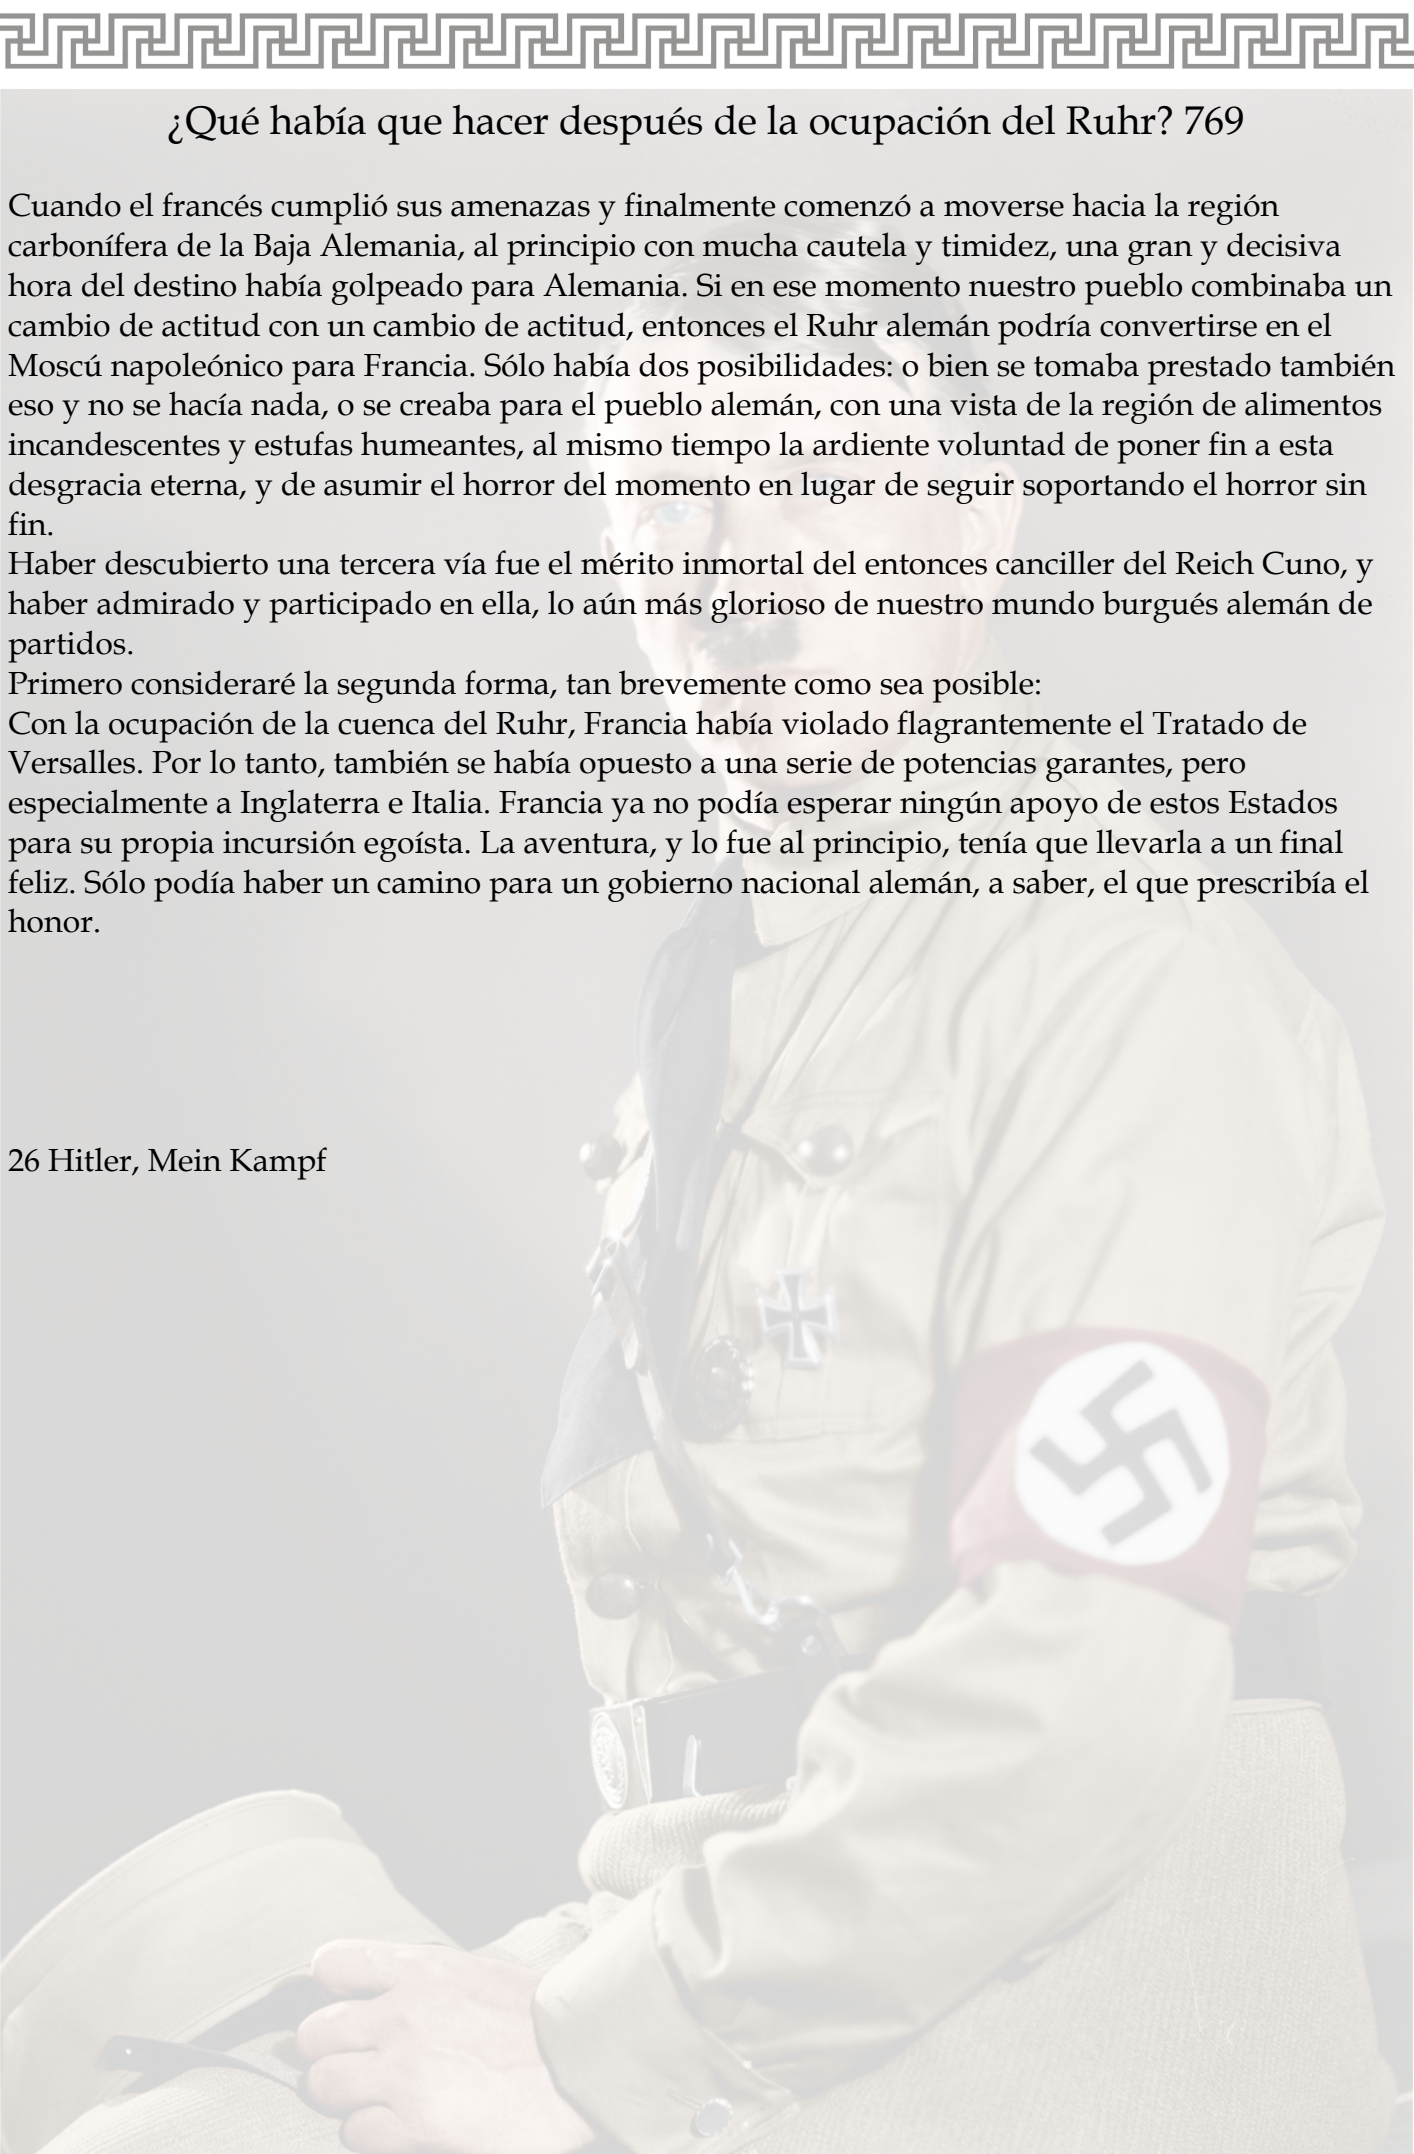 ¿Qué había que hacer después de la ocupación del Ruhr? 769
Cuando el francés cumplió sus amenazas y finalmente comenzó a moverse hacia la región
carbonífera de la Baja Alemania, al principio con mucha cautela y timidez, una gran y decisiva
hora del destino había golpeado para Alemania. Si en ese momento nuestro pueblo combinaba un
cambio de actitud con un cambio de actitud, entonces el Ruhr alemán podría convertirse en el
Moscú napoleónico para Francia. Sólo había dos posibilidades: o bien se tomaba prestado también
eso y no se hacía nada, o se creaba para el pueblo alemán, con una vista de la región de alimentos
incandescentes y estufas humeantes, al mismo tiempo la ardiente voluntad de poner fin a esta
desgracia eterna, y de asumir el horror del momento en lugar de seguir soportando el horror sin
fin.
Haber descubierto una tercera vía fue el mérito inmortal del entonces canciller del Reich Cuno, y
haber admirado y participado en ella, lo aún más glorioso de nuestro mundo burgués alemán de
partidos.
Primero consideraré la segunda forma, tan brevemente como sea posible:
Con la ocupación de la cuenca del Ruhr, Francia había violado flagrantemente el Tratado de
Versalles. Por lo tanto, también se había opuesto a una serie de potencias garantes, pero
especialmente a Inglaterra e Italia. Francia ya no podía esperar ningún apoyo de estos Estados
para su propia incursión egoísta. La aventura, y lo fue al principio, tenía que llevarla a un final
feliz. Sólo podía haber un camino para un gobierno nacional alemán, a saber, el que prescribía el
honor.
26 Hitler, Mein Kampf